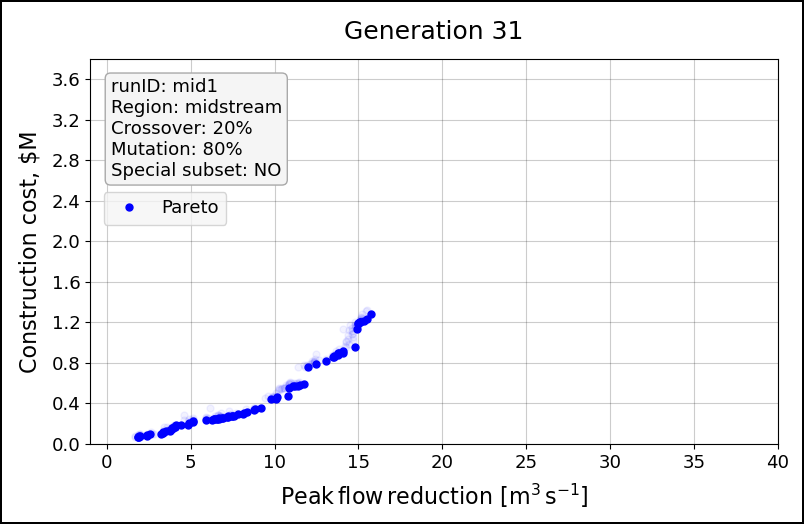 Generation 31
runID: mid1
Region: midstream
Crossover: 20%
Mutation: 80%
Special subset: NO
Pareto
Construction cost, $M
3.6
3.2
2.8
2.4
2.0
1.6
1.2
0.8
0.4
0.0
0 5 10 15 20 25 30 35 40
Peak flow reduction [m³ s⁻¹]